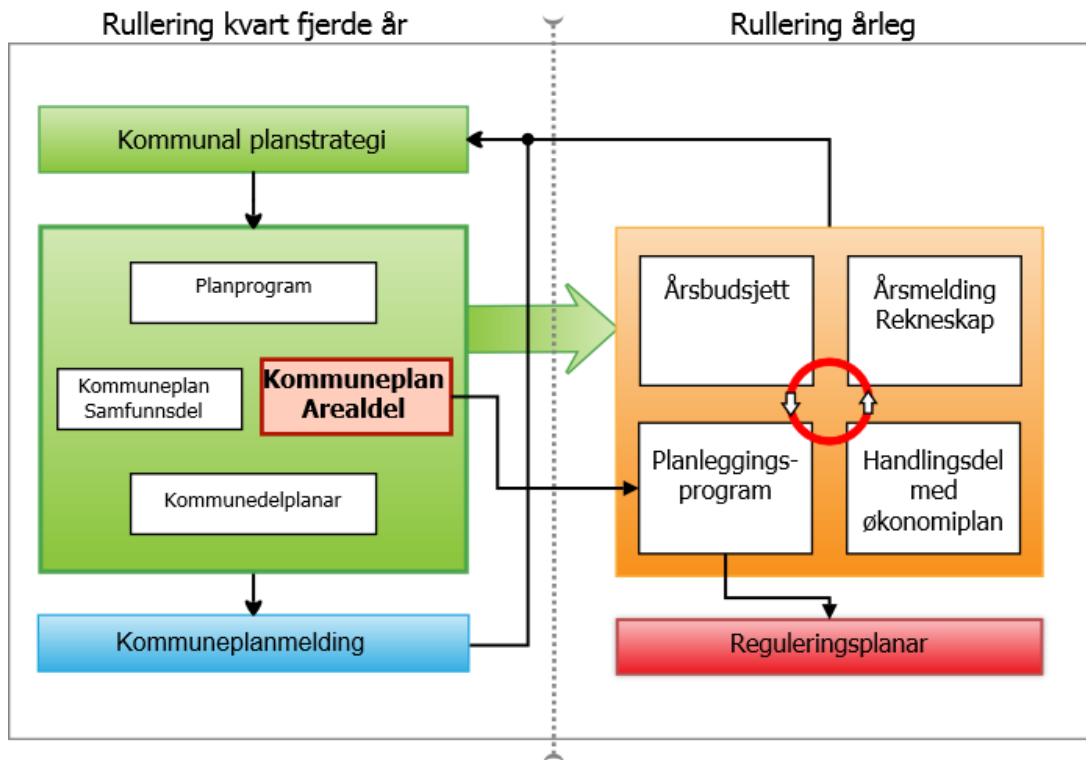 Rullering kvart fjerde år
Rullering årleg
Kommunal planstrategi
Planprogram
Kommuneplan
Samfunnsdel
Kommuneplan
Arealdel
Kommunedelplanar
Kommuneplanmelding
Årsbudsjett
Årsmelding
Rekneskap
Planleggings-
program
Handlingsdel
med
økonomiplan
Reguleringsplanar